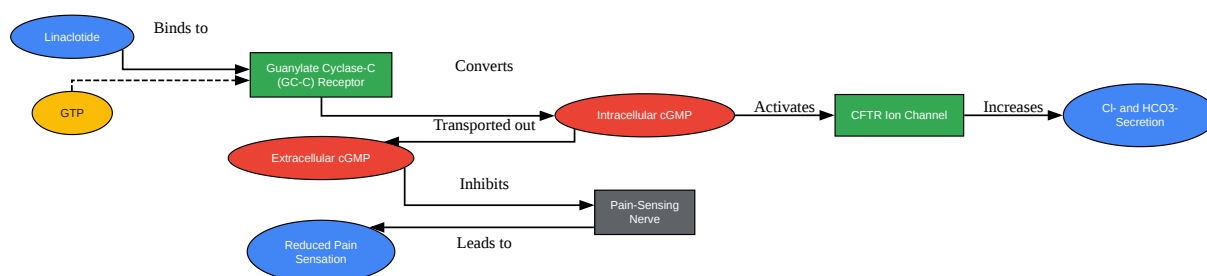 Linaclotide
Binds to
Guanylate Cyclase-C
(GC-C) Receptor
GTP
Converts
Intracellular cGMP
Activates
CFTR Ion Channel
Increases
Cl- and HCO3-
Secretion
Transported out
Extracellular cGMP
Inhibits
Pain-Sensing
Nerve
Leads to
Reduced Pain
Sensation